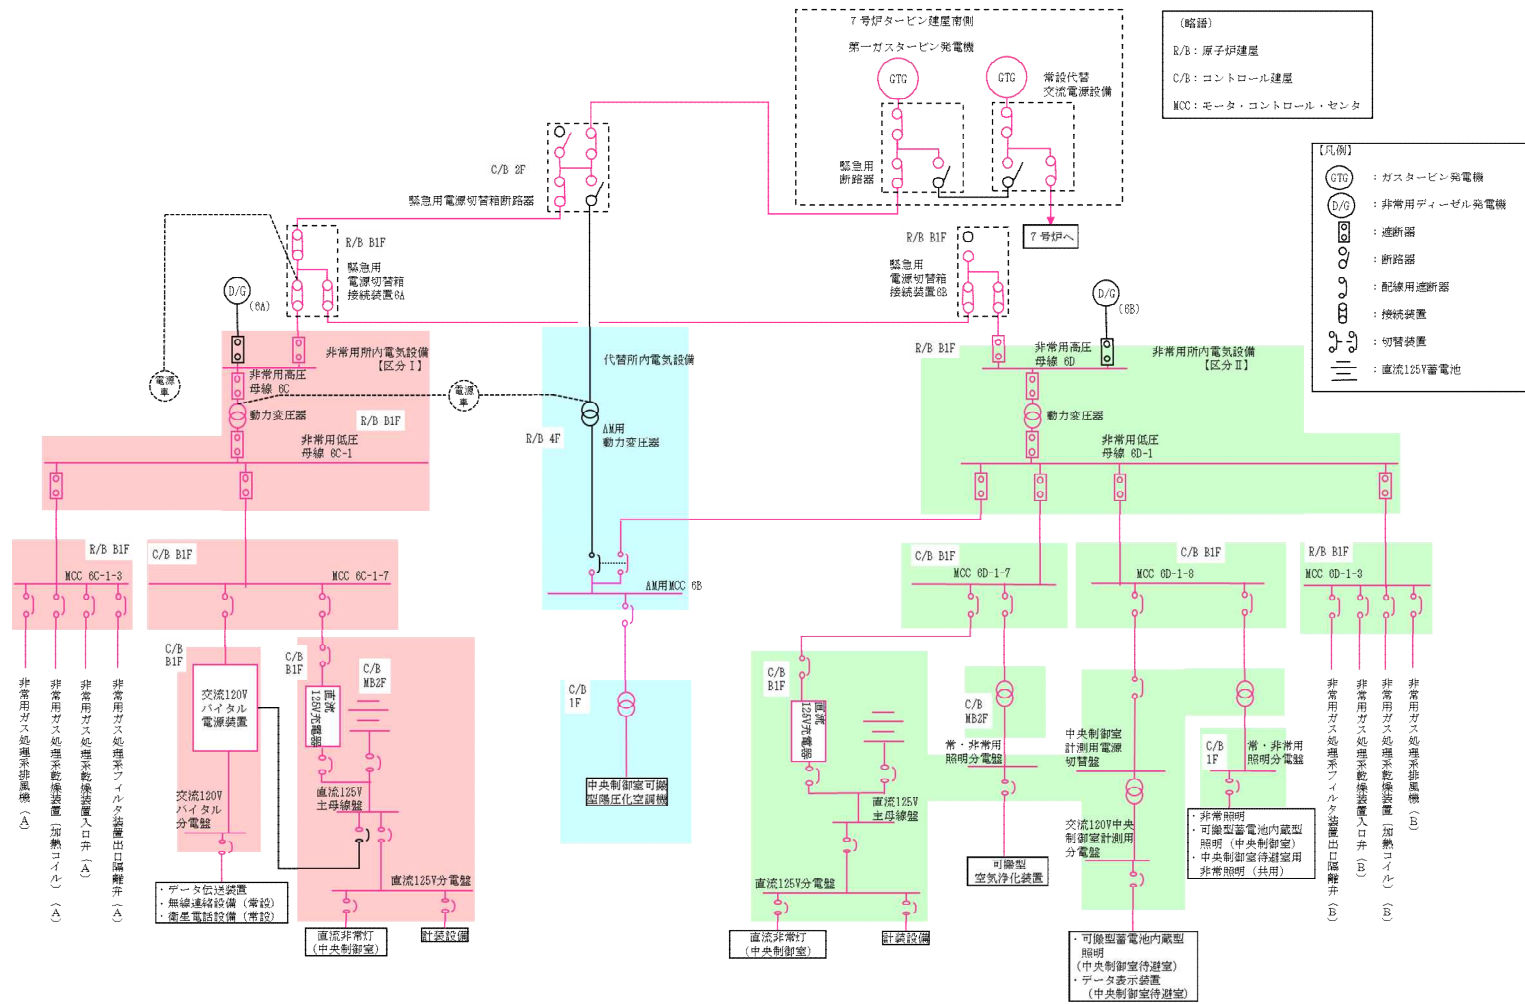 7号炉タービン建屋南側
第一ガスタービン発電機
GTG
GTG
常設代替
交流電源設備
緊急用
断路器
7号炉へ
(略語)
R/B：原子炉建屋
C/B：コントロール建屋
MCC：モータ・コントロール・センタ
【凡例】
GTG
：ガスタービン発電機
D/G
：非常用ディーゼル発電機
：遮断器
：断路器
：配線用遮断器
：接続装置
：切替装置
：直流125V蓄電池
C/B 2F
緊急用電源切替箱断路器
R/B B1F
緊急用
電源切替箱
接続装置6A
R/B B1F
緊急用
電源切替箱
接続装置6B
D/G
(6A)
D/G
(6B)
電源
車
電源
車
非常用所内電気設備
【区分Ⅰ】
非常用高圧
母線 6C
動力変圧器
R/B B1F
非常用低圧
母線 6C-1
代替所内電気設備
AM用
動力変圧器
R/B 4F
R/B B1F
非常用高圧
母線 6D
非常用所内電気設備
【区分Ⅱ】
動力変圧器
非常用低圧
母線 6D-1
R/B B1F
MCC 6C-1-3
C/B B1F
MCC 6C-1-7
AM用MCC 6B
C/B B1F
MCC 6D-1-7
C/B B1F
MCC 6D-1-8
R/B B1F
MCC 6D-1-3
非常用ガス処理系排風機(A)
非常用ガス処理系乾燥装置(加熱コイル)(A)
非常用ガス処理系乾燥装置入口弁(A)
非常用ガス処理系フィルタ装置出口隔離弁(A)
C/B
B1F
交流120V
バイタル
電源装置
交流120V
バイタル
分電盤
・データ伝送装置
・無線連絡設備(常設)
・衛星電話設備(常設)
C/B
B1F
直流
125V充電器
C/B
MB2F
直流125V
主母線盤
直流125V分電盤
直流非常灯
(中央制御室)
計装設備
C/B
1F
中央制御室可搬
型陽圧化空調機
C/B
B1F
直流
125V充電器
直流125V
主母線盤
直流125V分電盤
直流非常灯
(中央制御室)
計装設備
C/B
MB2F
常・非常用
照明分電盤
可搬型
空気浄化装置
中央制御室
計測用電源
切替盤
交流120V中央
制御室計測用
分電盤
・可搬型蓄電池内蔵型
照明
(中央制御室待避室)
・データ表示装置
(中央制御室待避室)
C/B
1F
常・非常用
照明分電盤
・非常照明
・可搬型蓄電池内蔵型
照明(中央制御室)
・中央制御室待避室用
非常照明(共用)
非常用ガス処理系フィルタ装置出口隔離弁(B)
非常用ガス処理系乾燥装置入口弁(B)
非常用ガス処理系乾燥装置(加熱コイル)(B)
非常用ガス処理系排風機(B)